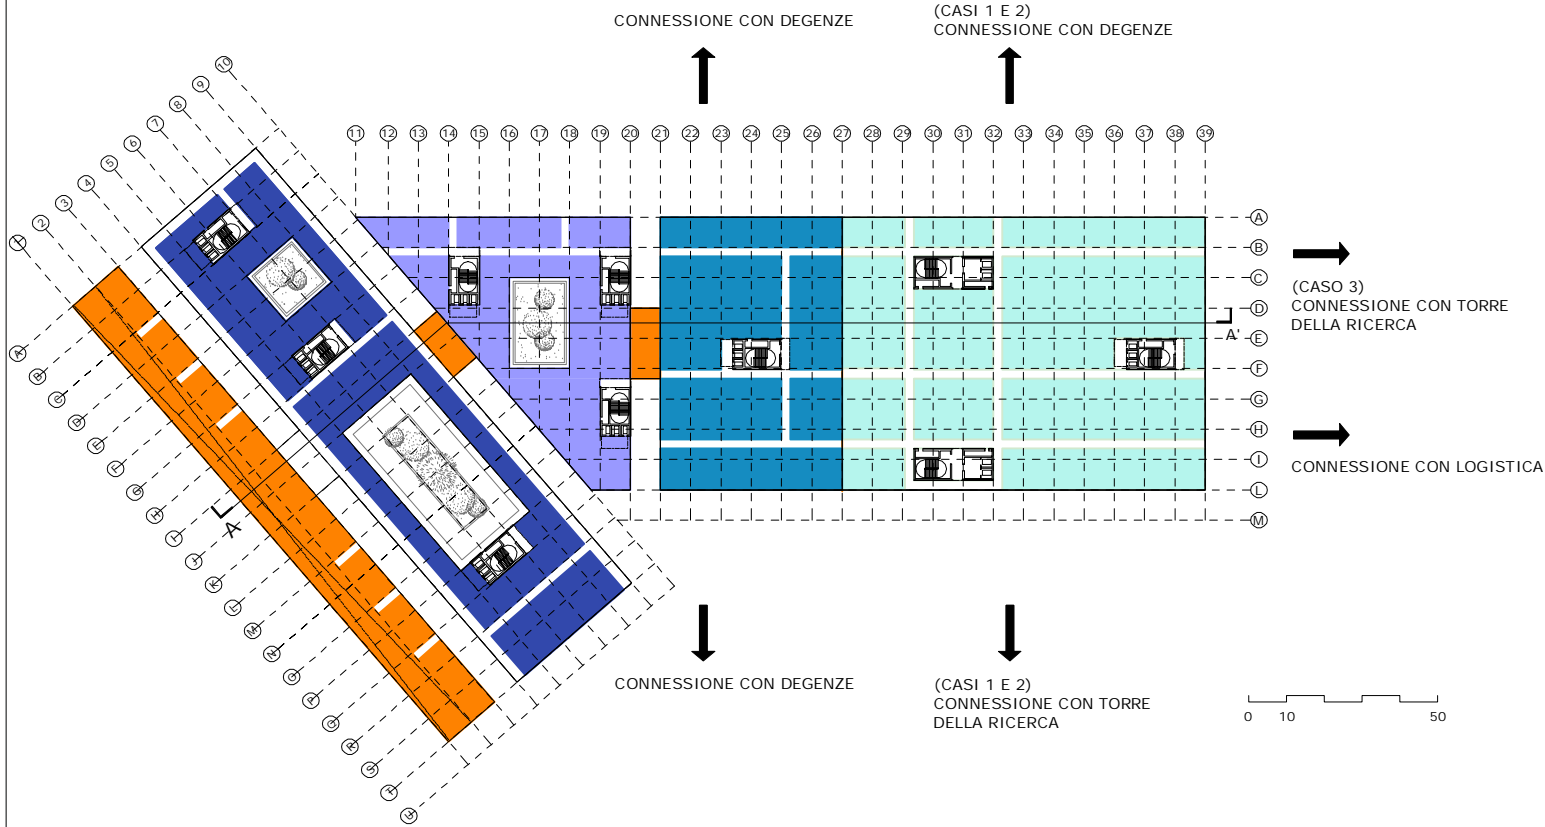 CONNESSIONE CON DEGENZE
(CASI 1 E 2)
CONNESSIONE CON DEGENZE
1
2
3
4
5
6
7
8
9
10
11
12
13
14
15
16
17
18
19
20
21
22
23
24
25
26
27
28
29
30
31
32
33
34
35
36
37
38
39
A
B
C
D
E
F
G
H
I
L
M
A'
(CASO 3)
CONNESSIONE CON TORRE
DELLA RICERCA
CONNESSIONE CON LOGISTICA
A
B
C
D
E
G
H
I
J
K
L
M
N
O
P
Q
R
S
T
U
A
CONNESSIONE CON DEGENZE
(CASI 1 E 2)
CONNESSIONE CON TORRE
DELLA RICERCA
0 10 50